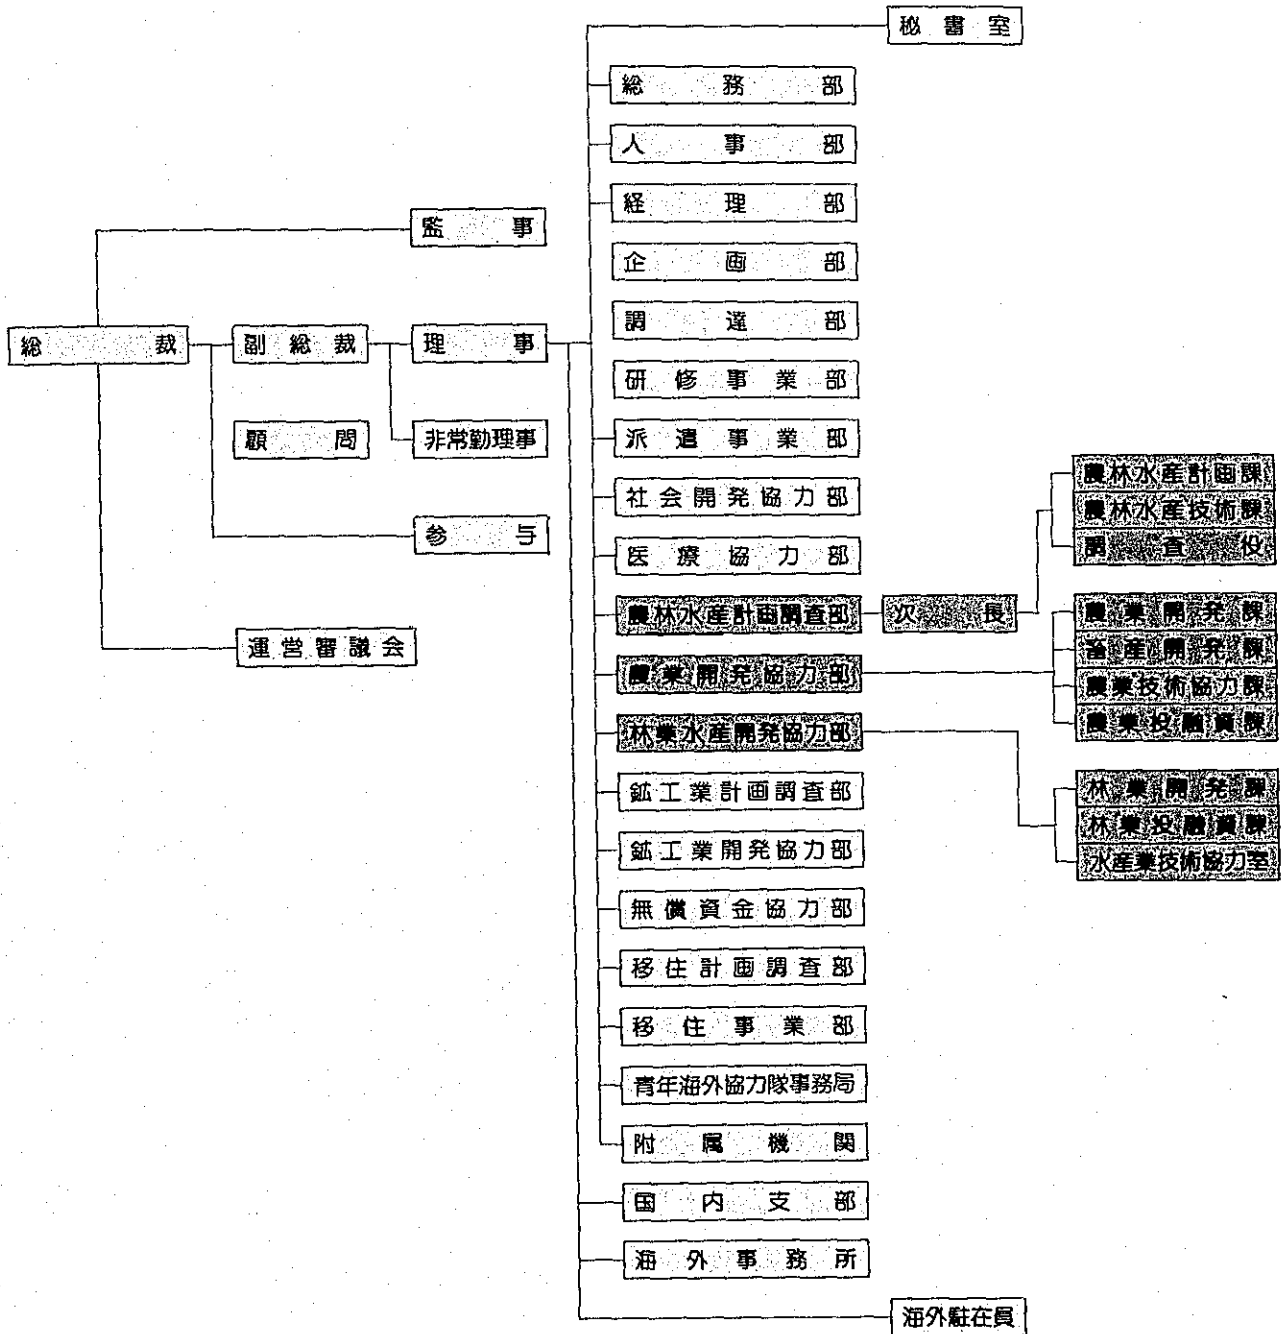 秘書室
総務部
人事部
経理部
監事
企画部
総裁
副総裁
理事
調達部
研修事業部
顧問
非常勤理事
派遣事業部
農林水産計画課
社会開発協力部
農林水産技術課
参与
調査役
医療協力部
農林水産計画調査部
次長
農業開発課
運営審議会
畜産開発課
農業開発協力部
農業技術協力課
農業投融資課
林業水産開発協力部
鉱工業計画調査部
林業開発課
林業投融資課
鉱工業開発協力部
水産業技術協力室
無償資金協力部
移住計画調査部
移住事業部
青年海外協力隊事務局
附属機関
国内支部
海外事務所
海外駐在員